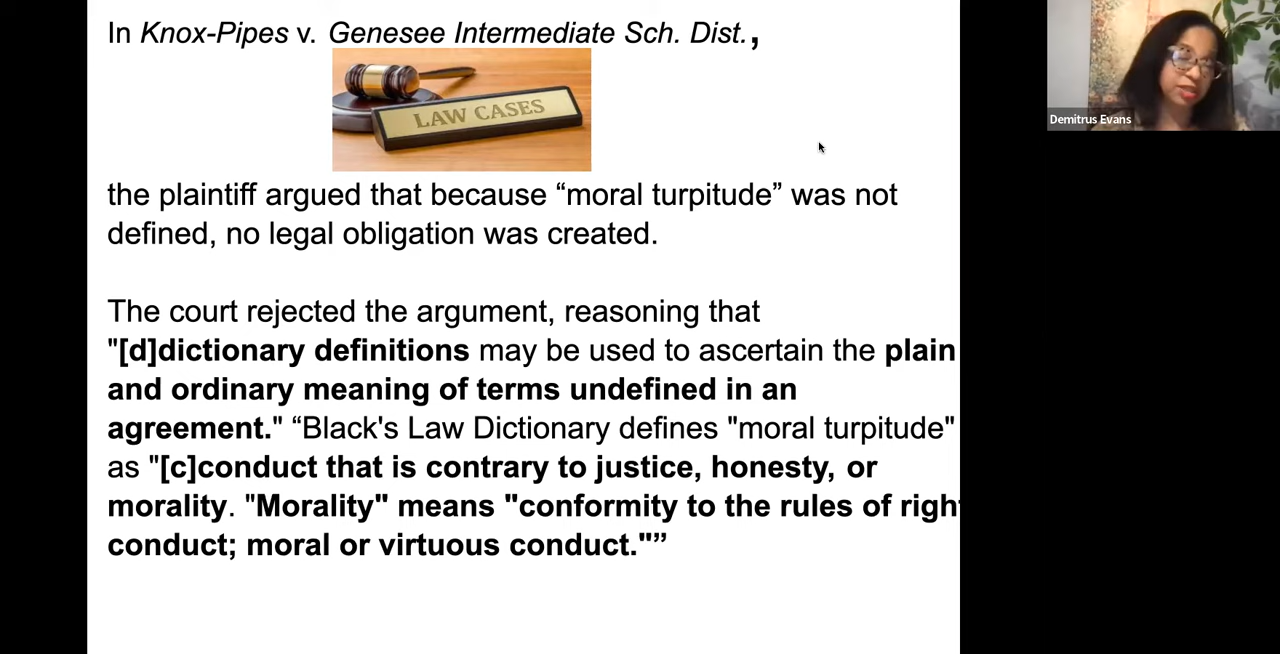 In Knox-Pipes v. Genesee Intermediate Sch. Dist.,
LAW CASES
the plaintiff argued that because “moral turpitude” was not
defined, no legal obligation was created.
The court rejected the argument, reasoning that
"[d]dictionary definitions may be used to ascertain the plain
and ordinary meaning of terms undefined in an
agreement." “Black's Law Dictionary defines "moral turpitude"
as "[c]conduct that is contrary to justice, honesty, or
morality. "Morality" means "conformity to the rules of righ
conduct; moral or virtuous conduct."”
Demitrus Evans